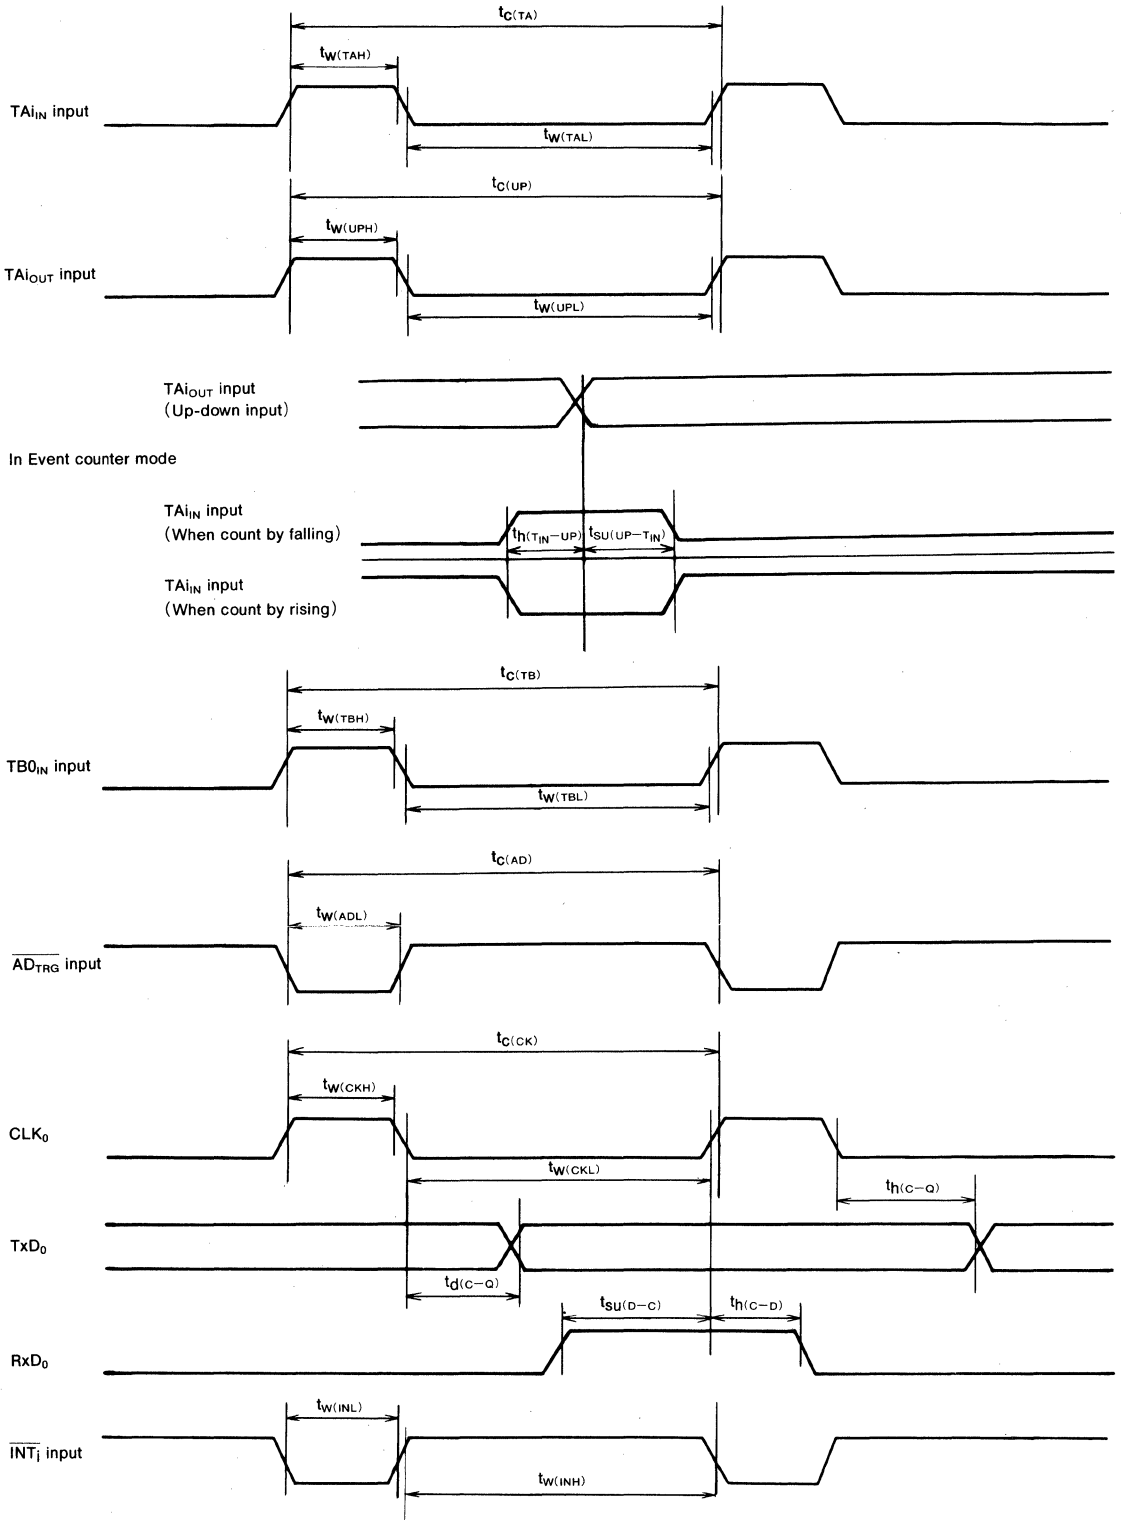 tC(TA)
tW(TAH)
TAiIN input
tW(TAL)
tC(UP)
tW(UPH)
TAiOUT input
tW(UPL)
TAiOUT input
(Up-down input)
In Event counter mode
TAiIN input
(When count by falling)
th(TIN−UP) tSU(UP−TIN)
TAiIN input
(When count by rising)
tC(TB)
tW(TBH)
TB0IN input
tW(TBL)
tC(AD)
tW(ADL)
ADTRG input
tC(CK)
tW(CKH)
CLK0
tW(CKL)
th(C−Q)
TxD0
td(C−Q)
tsu(D−C) th(C−D)
RxD0
tW(INL)
INTi input
tW(INH)